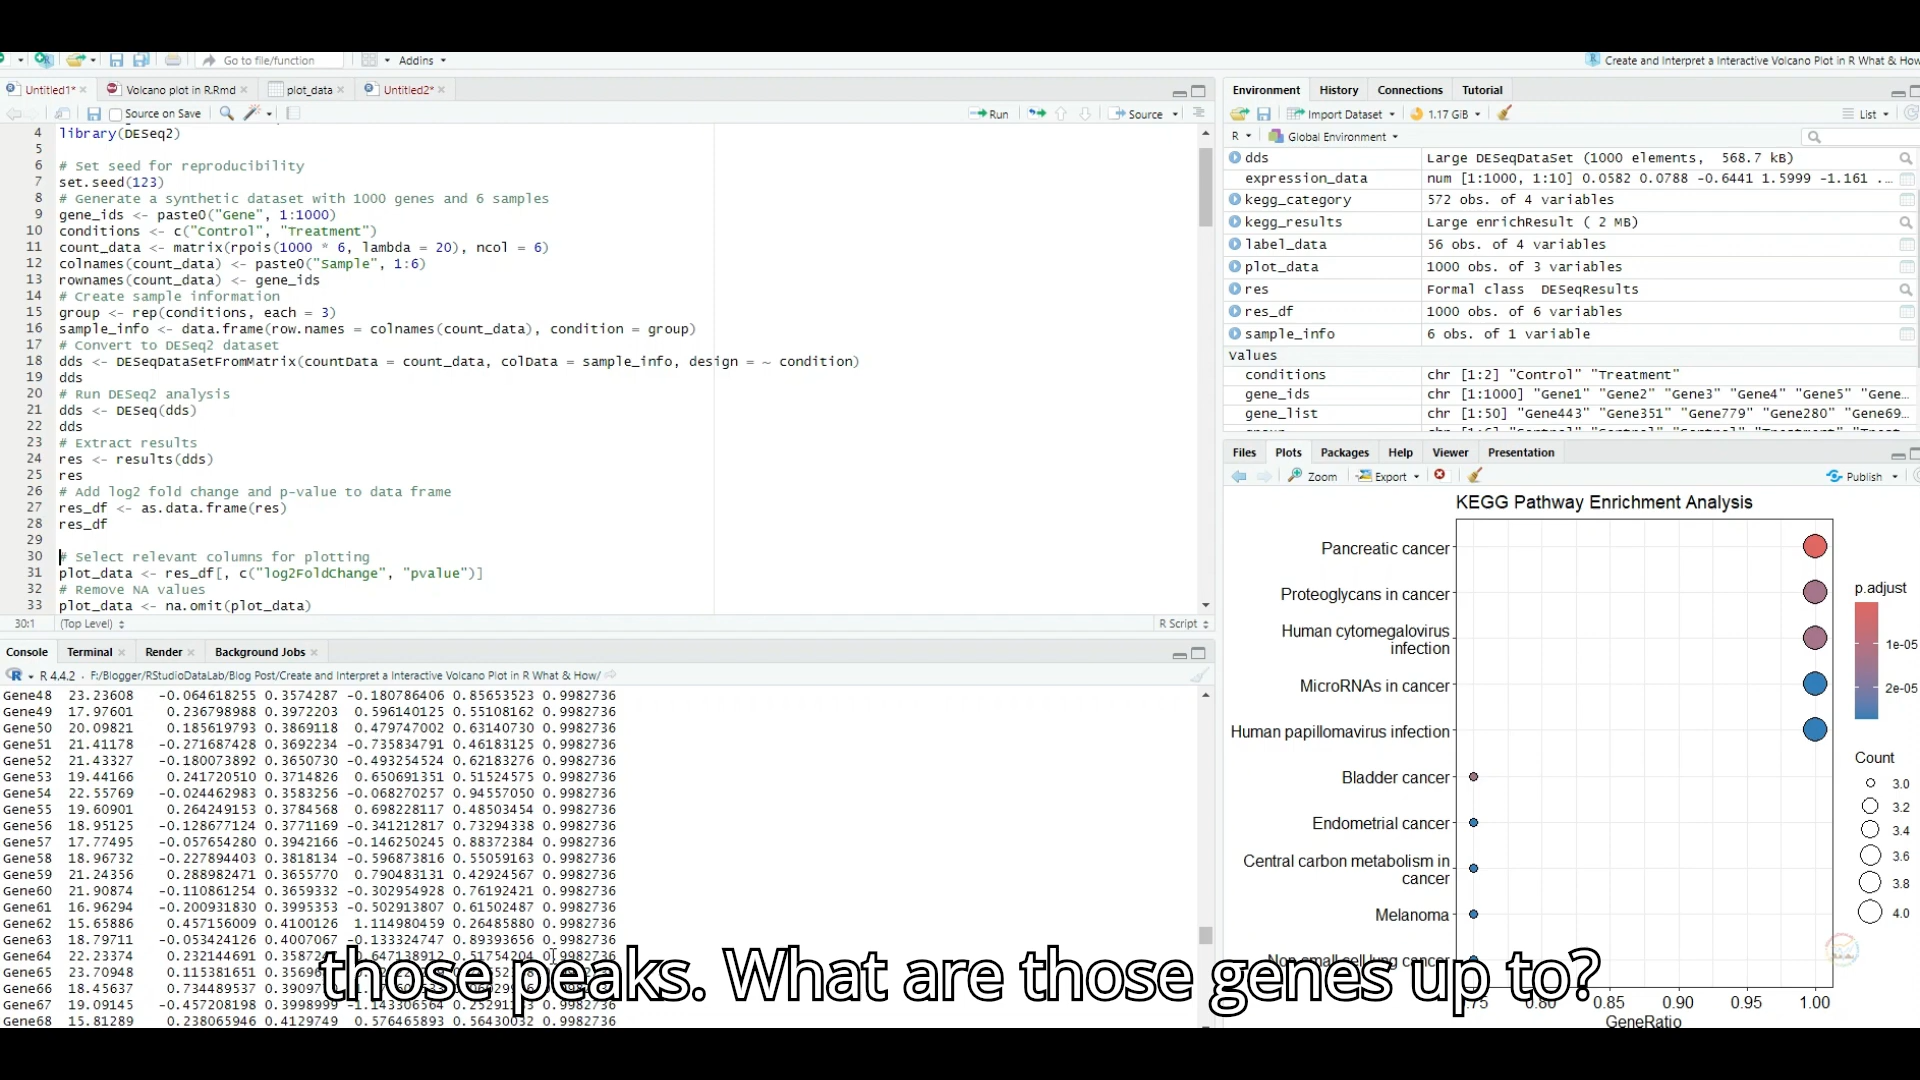 Go to file/function
Addins
Create and Interpret a Interactive Volcano Plot in R What & How
Untitled1*
Volcano plot in R.Rmd
plot_data
Untitled2*
Source on Save
Run
Source
4 library(DESeq2)
5
6 # Set seed for reproducibility
7 set.seed(123)
8 # Generate a synthetic dataset with 1000 genes and 6 samples
9 gene_ids <- paste0("Gene", 1:1000)
10 conditions <- c("Control", "Treatment")
11 count_data <- matrix(rpois(1000 * 6, lambda = 20), ncol = 6)
12 colnames(count_data) <- paste0("Sample", 1:6)
13 rownames(count_data) <- gene_ids
14 # Create sample information
15 group <- rep(conditions, each = 3)
16 sample_info <- data.frame(row.names = colnames(count_data), condition = group)
17 # Convert to DESeq2 dataset
18 dds <- DESeqDataSetFromMatrix(countData = count_data, colData = sample_info, design = ~ condition)
19 dds
20 # Run DESeq2 analysis
21 dds <- DESeq(dds)
22 dds
23 # Extract results
24 res <- results(dds)
25 res
26 # Add log2 fold change and p-value to data frame
27 res_df <- as.data.frame(res)
28 res_df
29
30 # Select relevant columns for plotting
31 plot_data <- res_df[, c("log2FoldChange", "pvalue")]
32 # Remove NA values
33 plot_data <- na.omit(plot_data)
30:1 (Top Level) R Script
Console Terminal Render Background Jobs
R 4.4.2 · F:/Blogger/RStudioDataLab/Blog Post/Create and Interpret a Interactive Volcano Plot in R What & How/
Gene48 23.23608 -0.064618255 0.3574287 -0.180786406 0.85653523 0.9982736
Gene49 17.97601 0.236798988 0.3972203 0.596140125 0.55108162 0.9982736
Gene50 20.09821 0.185619793 0.3869118 0.479747002 0.63140730 0.9982736
Gene51 21.41178 -0.271687428 0.3692234 -0.735834791 0.46183125 0.9982736
Gene52 21.43327 -0.180073892 0.3650730 -0.493254524 0.62183276 0.9982736
Gene53 19.44166 0.241720510 0.3714826 0.650691351 0.51524575 0.9982736
Gene54 22.55769 -0.024462983 0.3583256 -0.068270257 0.94557050 0.9982736
Gene55 19.60901 0.264249153 0.3784568 0.698228117 0.48503454 0.9982736
Gene56 18.95125 -0.128677124 0.3771169 -0.341212817 0.73294338 0.9982736
Gene57 17.77495 -0.057654280 0.3942166 -0.146250245 0.88372384 0.9982736
Gene58 18.96732 -0.227894403 0.3818134 -0.596873816 0.55059163 0.9982736
Gene59 21.24356 0.288982471 0.3655770 0.790483131 0.42924567 0.9982736
Gene60 21.90874 -0.110861254 0.3659332 -0.302954928 0.76192421 0.9982736
Gene61 16.96294 -0.200931830 0.3995353 -0.502913807 0.61502487 0.9982736
Gene62 15.65886 0.457156009 0.4100126 1.114980459 0.26485880 0.9982736
Gene63 18.79711 -0.053424126 0.4007067 -0.133324747 0.89393656 0.9982736
Gene64 22.23374 0.232144691 0.647138912 0.51754204 0.9982736
Gene65 23.70948 0.115381651
Gene66 18.45637 0.734489537
Gene67 19.09145 -0.457208198 0.3998999
Gene68 15.81289 0.238065946 0.4129749 0.576465893 0.56430032 0.9982736
Environment History Connections Tutorial
Import Dataset 1.17 GiB List
R Global Environment
dds Large DESeqDataSet (1000 elements, 568.7 kB)
expression_data num [1:1000, 1:10] 0.0582 0.0788 -0.6441 1.5999 -1.161 ...
kegg_category 572 obs. of 4 variables
kegg_results Large enrichResult ( 2 MB)
label_data 56 obs. of 4 variables
plot_data 1000 obs. of 3 variables
res Formal class DESeqResults
res_df 1000 obs. of 6 variables
sample_info 6 obs. of 1 variable
values
conditions chr [1:2] "Control" "Treatment"
gene_ids chr [1:1000] "Gene1" "Gene2" "Gene3" "Gene4" "Gene5" "Gene...
gene_list chr [1:50] "Gene443" "Gene351" "Gene779" "Gene280" "Gene69...
Files Plots Packages Help Viewer Presentation
Zoom Export Publish
KEGG Pathway Enrichment Analysis
Pancreatic cancer
Proteoglycans in cancer
Human cytomegalovirus
infection
MicroRNAs in cancer
Human papillomavirus infection
Bladder cancer
Endometrial cancer
Central carbon metabolism in
cancer
Melanoma
Non-small cell lung cancer
0.80 0.85 0.90 0.95 1.00
GeneRatio
p.adjust
1e-05
2e-05
Count
3.0
3.2
3.4
3.6
3.8
4.0
those peaks. What are those genes up to?